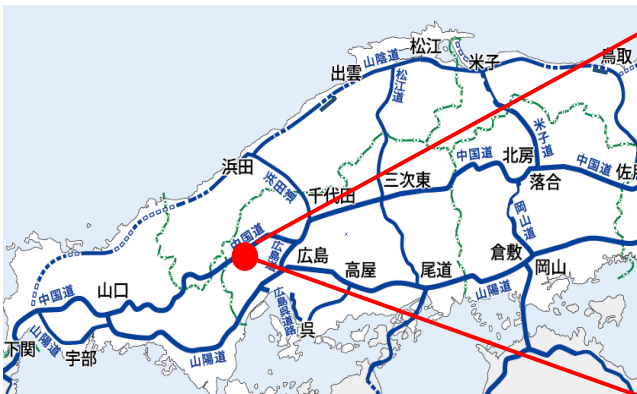 松江
山陰道
米子
鳥取
出雲
松江道
米子道
浜田
浜田道
中国道
北房
中国道
佐用
千代田
三次東
落合
岡山道
中国道
広島道
広島
倉敷
岡山
高屋
尾道
山陽道
中国道
山口
広島呉道路
呉
山陽道
下関
宇部
山陽道